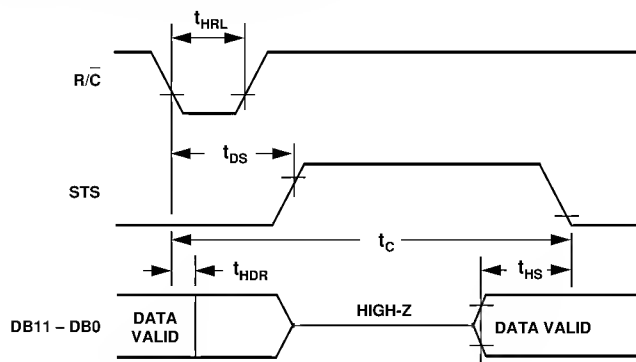 tHRL
R/C̅
tDS
STS
tC
tHDR
tHS
DB11 – DB0
DATA
VALID
HIGH-Z
DATA VALID